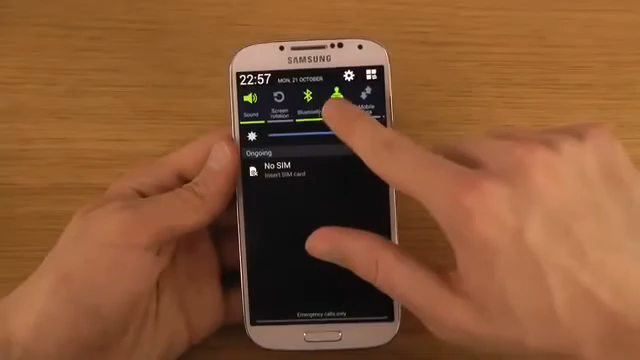 SAMSUNG
22:57 MON, 21 OCTOBER
Sound
Screen rotation
Bluetooth
Mobile
Ongoing
No SIM
Insert SIM card
Emergency calls only